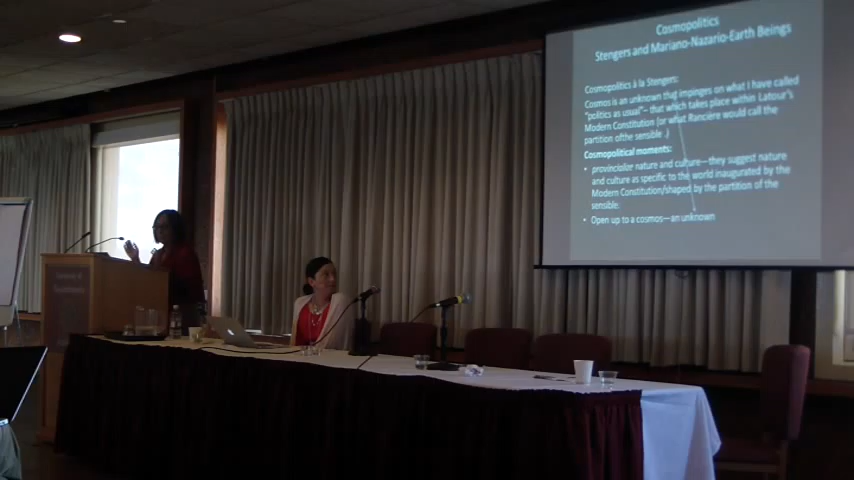 Cosmopolitics
Stengers and Mariano-Nazario-Earth Beings
Cosmopolitics à la Stengers:
Cosmos is an unknown that impinges on what I have called
"politics as usual"– that which takes place within Latour's
Modern Constitution (or what Rancière would call the
partition ofthe sensible .)
Cosmopolitical moments:
• provincialize nature and culture—they suggest nature
and culture as specific to the world inaugurated by the
Modern Constitution/shaped by the partition of the
sensible.
• Open up to a cosmos—an unknown
University of